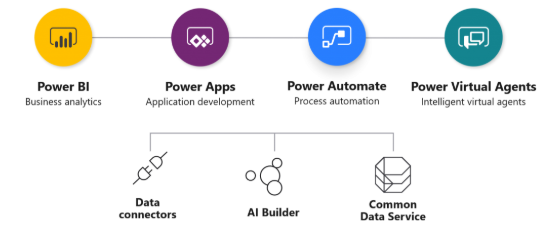 Power BI
Business analytics
Power Apps
Application development
Power Automate
Process automation
Power Virtual Agents
Intelligent virtual agents
Data
connectors
AI Builder
Common
Data Service